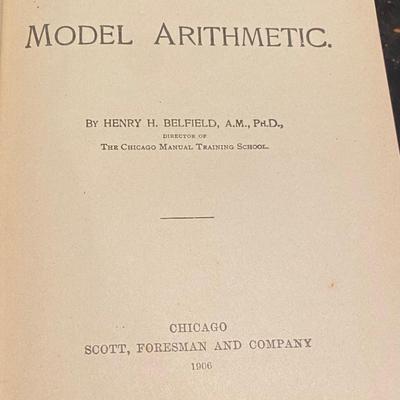 MODEL ARITHMETIC.
BY HENRY H. BELFIELD, A.M., PH.D.,
DIRECTOR OF
THE CHICAGO MANUAL TRAINING SCHOOL.
CHICAGO
SCOTT, FORESMAN AND COMPANY
1906